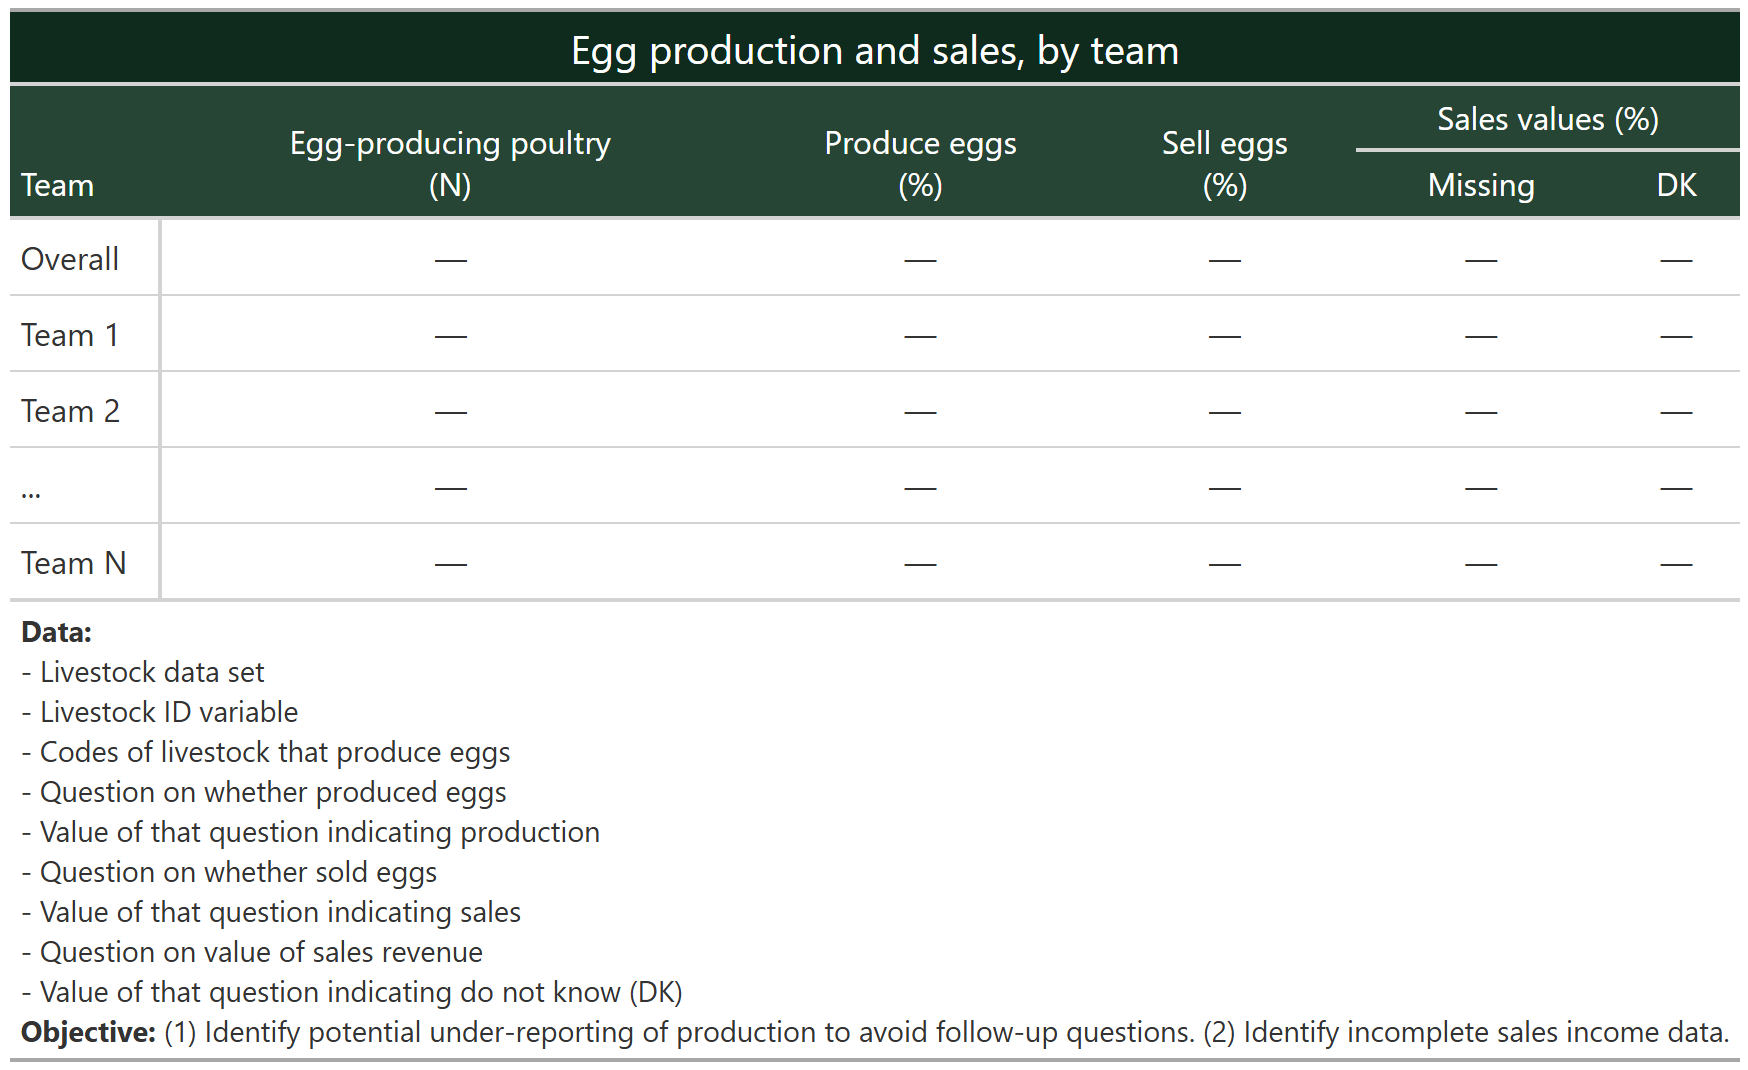 Egg production and sales, by team
Sales values (%)
Egg-producing poultry Produce eggs Sell eggs
Team (N) (%) (%) Missing DK
Overall — — — — —
Team 1 — — — — —
Team 2 — — — — —
... — — — — —
Team N — — — — —
Data:
- Livestock data set
- Livestock ID variable
- Codes of livestock that produce eggs
- Question on whether produced eggs
- Value of that question indicating production
- Question on whether sold eggs
- Value of that question indicating sales
- Question on value of sales revenue
- Value of that question indicating do not know (DK)
Objective: (1) Identify potential under-reporting of production to avoid follow-up questions. (2) Identify incomplete sales income data.